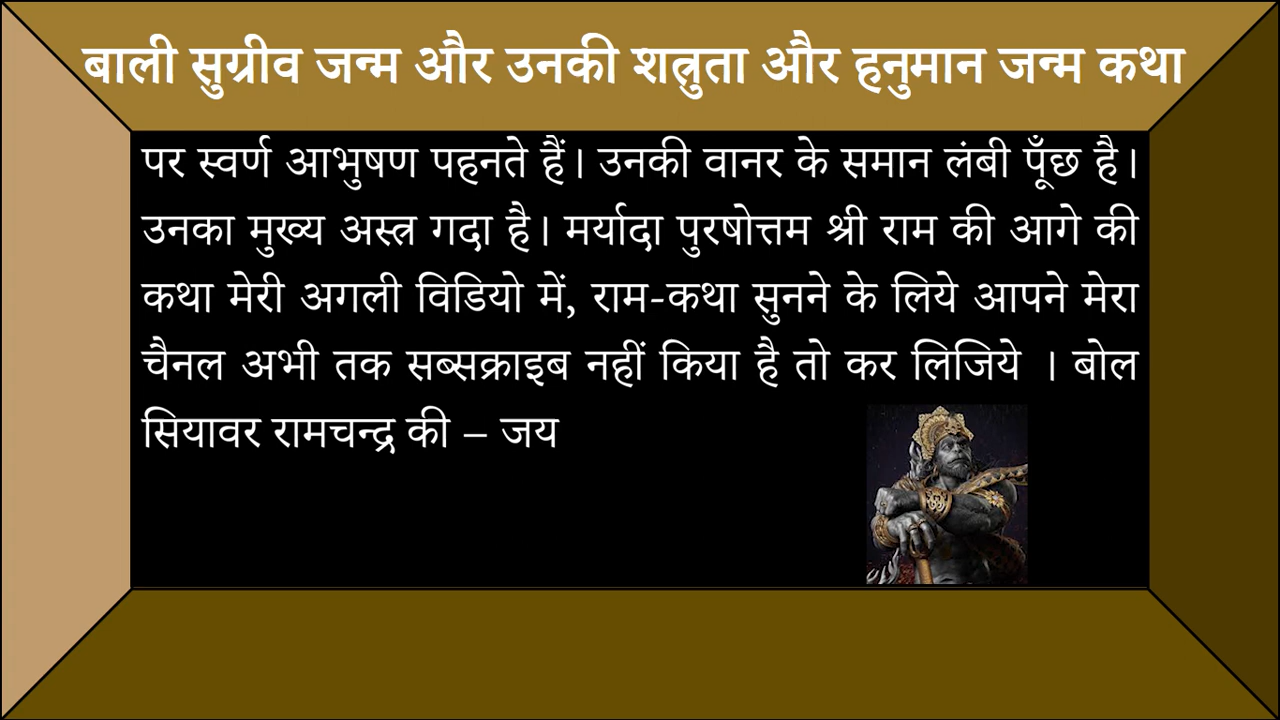 बाली सुग्रीव जन्म और उनकी शत्रुता और हनुमान जन्म कथा
पर स्वर्ण आभुषण पहनते हैं। उनकी वानर के समान लंबी पूँछ है।
उनका मुख्य अस्त्र गदा है। मर्यादा पुरषोत्तम श्री राम की आगे की
कथा मेरी अगली विडियो में, राम-कथा सुनने के लिये आपने मेरा
चैनल अभी तक सब्सक्राइब नहीं किया है तो कर लिजिये । बोल
सियावर रामचन्द्र की – जय